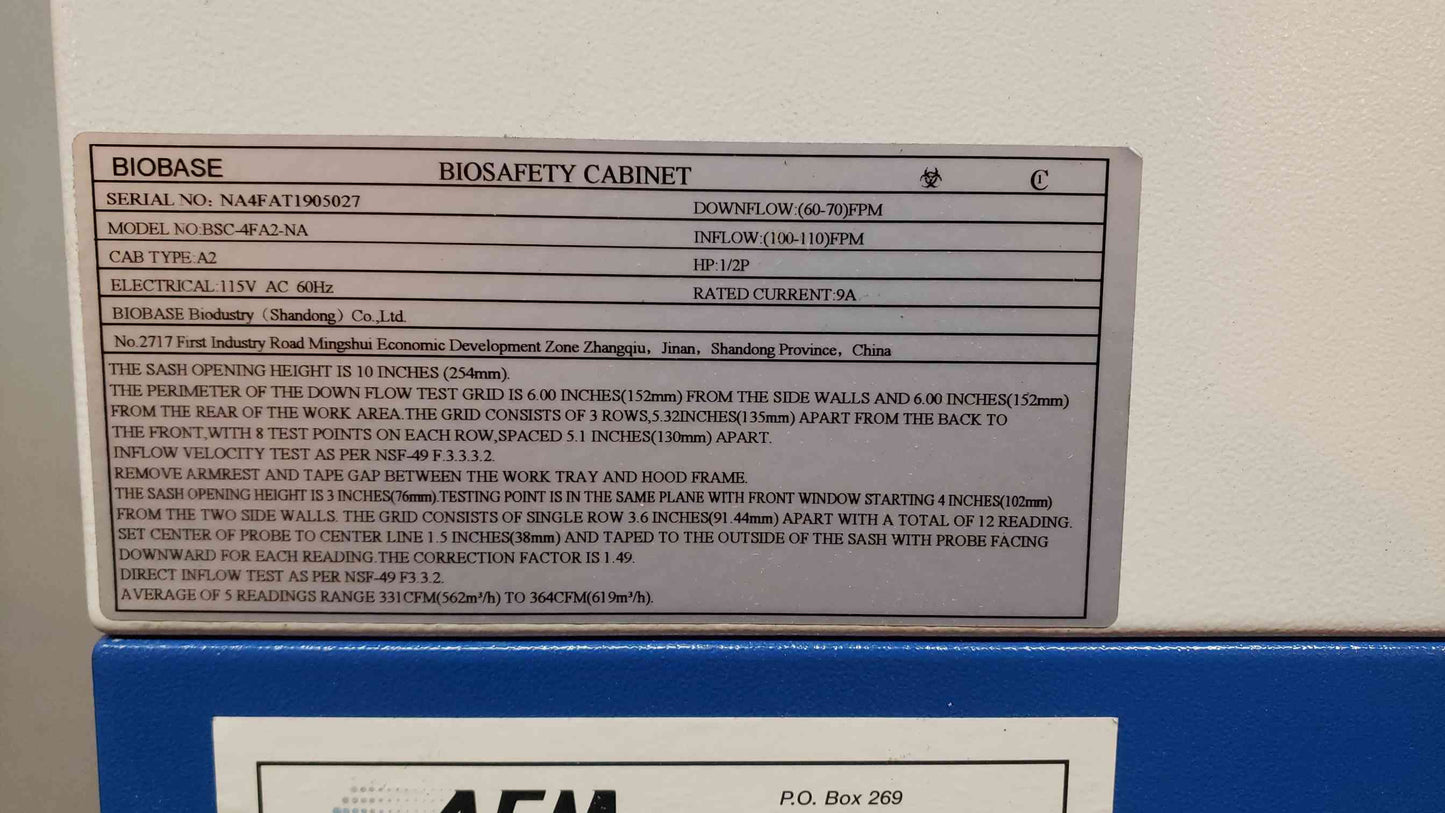 BIOBASE BIOSAFETY CABINET
SERIAL NO: NA4FAT1905027 DOWNFLOW:(60-70)FPM
MODEL NO:BSC-4FA2-NA INFLOW:(100-110)FPM
CAB TYPE:A2 HP:1/2P
ELECTRICAL:115V AC 60Hz RATED CURRENT:9A
BIOBASE Biodustry（Shandong）Co.,Ltd.
No.2717 First Industry Road Mingshui Economic Development Zone Zhangqiu, Jinan, Shandong Province, China
THE SASH OPENING HEIGHT IS 10 INCHES (254mm).
THE PERIMETER OF THE DOWN FLOW TEST GRID IS 6.00 INCHES(152mm) FROM THE SIDE WALLS AND 6.00 INCHES(152mm)
FROM THE REAR OF THE WORK AREA.THE GRID CONSISTS OF 3 ROWS,5.32INCHES(135mm) APART FROM THE BACK TO
THE FRONT,WITH 8 TEST POINTS ON EACH ROW,SPACED 5.1 INCHES(130mm) APART.
INFLOW VELOCITY TEST AS PER NSF-49 F.3.3.3.2.
REMOVE ARMREST AND TAPE GAP BETWEEN THE WORK TRAY AND HOOD FRAME.
THE SASH OPENING HEIGHT IS 3 INCHES(76mm).TESTING POINT IS IN THE SAME PLANE WITH FRONT WINDOW STARTING 4 INCHES(102mm)
FROM THE TWO SIDE WALLS. THE GRID CONSISTS OF SINGLE ROW 3.6 INCHES(91.44mm) APART WITH A TOTAL OF 12 READING.
SET CENTER OF PROBE TO CENTER LINE 1.5 INCHES(38mm) AND TAPED TO THE OUTSIDE OF THE SASH WITH PROBE FACING
DOWNWARD FOR EACH READING.THE CORRECTION FACTOR IS 1.49.
DIRECT INFLOW TEST AS PER NSF-49 F3.3.2.
AVERAGE OF 5 READINGS RANGE 331CFM(562m³/h) TO 364CFM(619m³/h).
P.O. Box 269